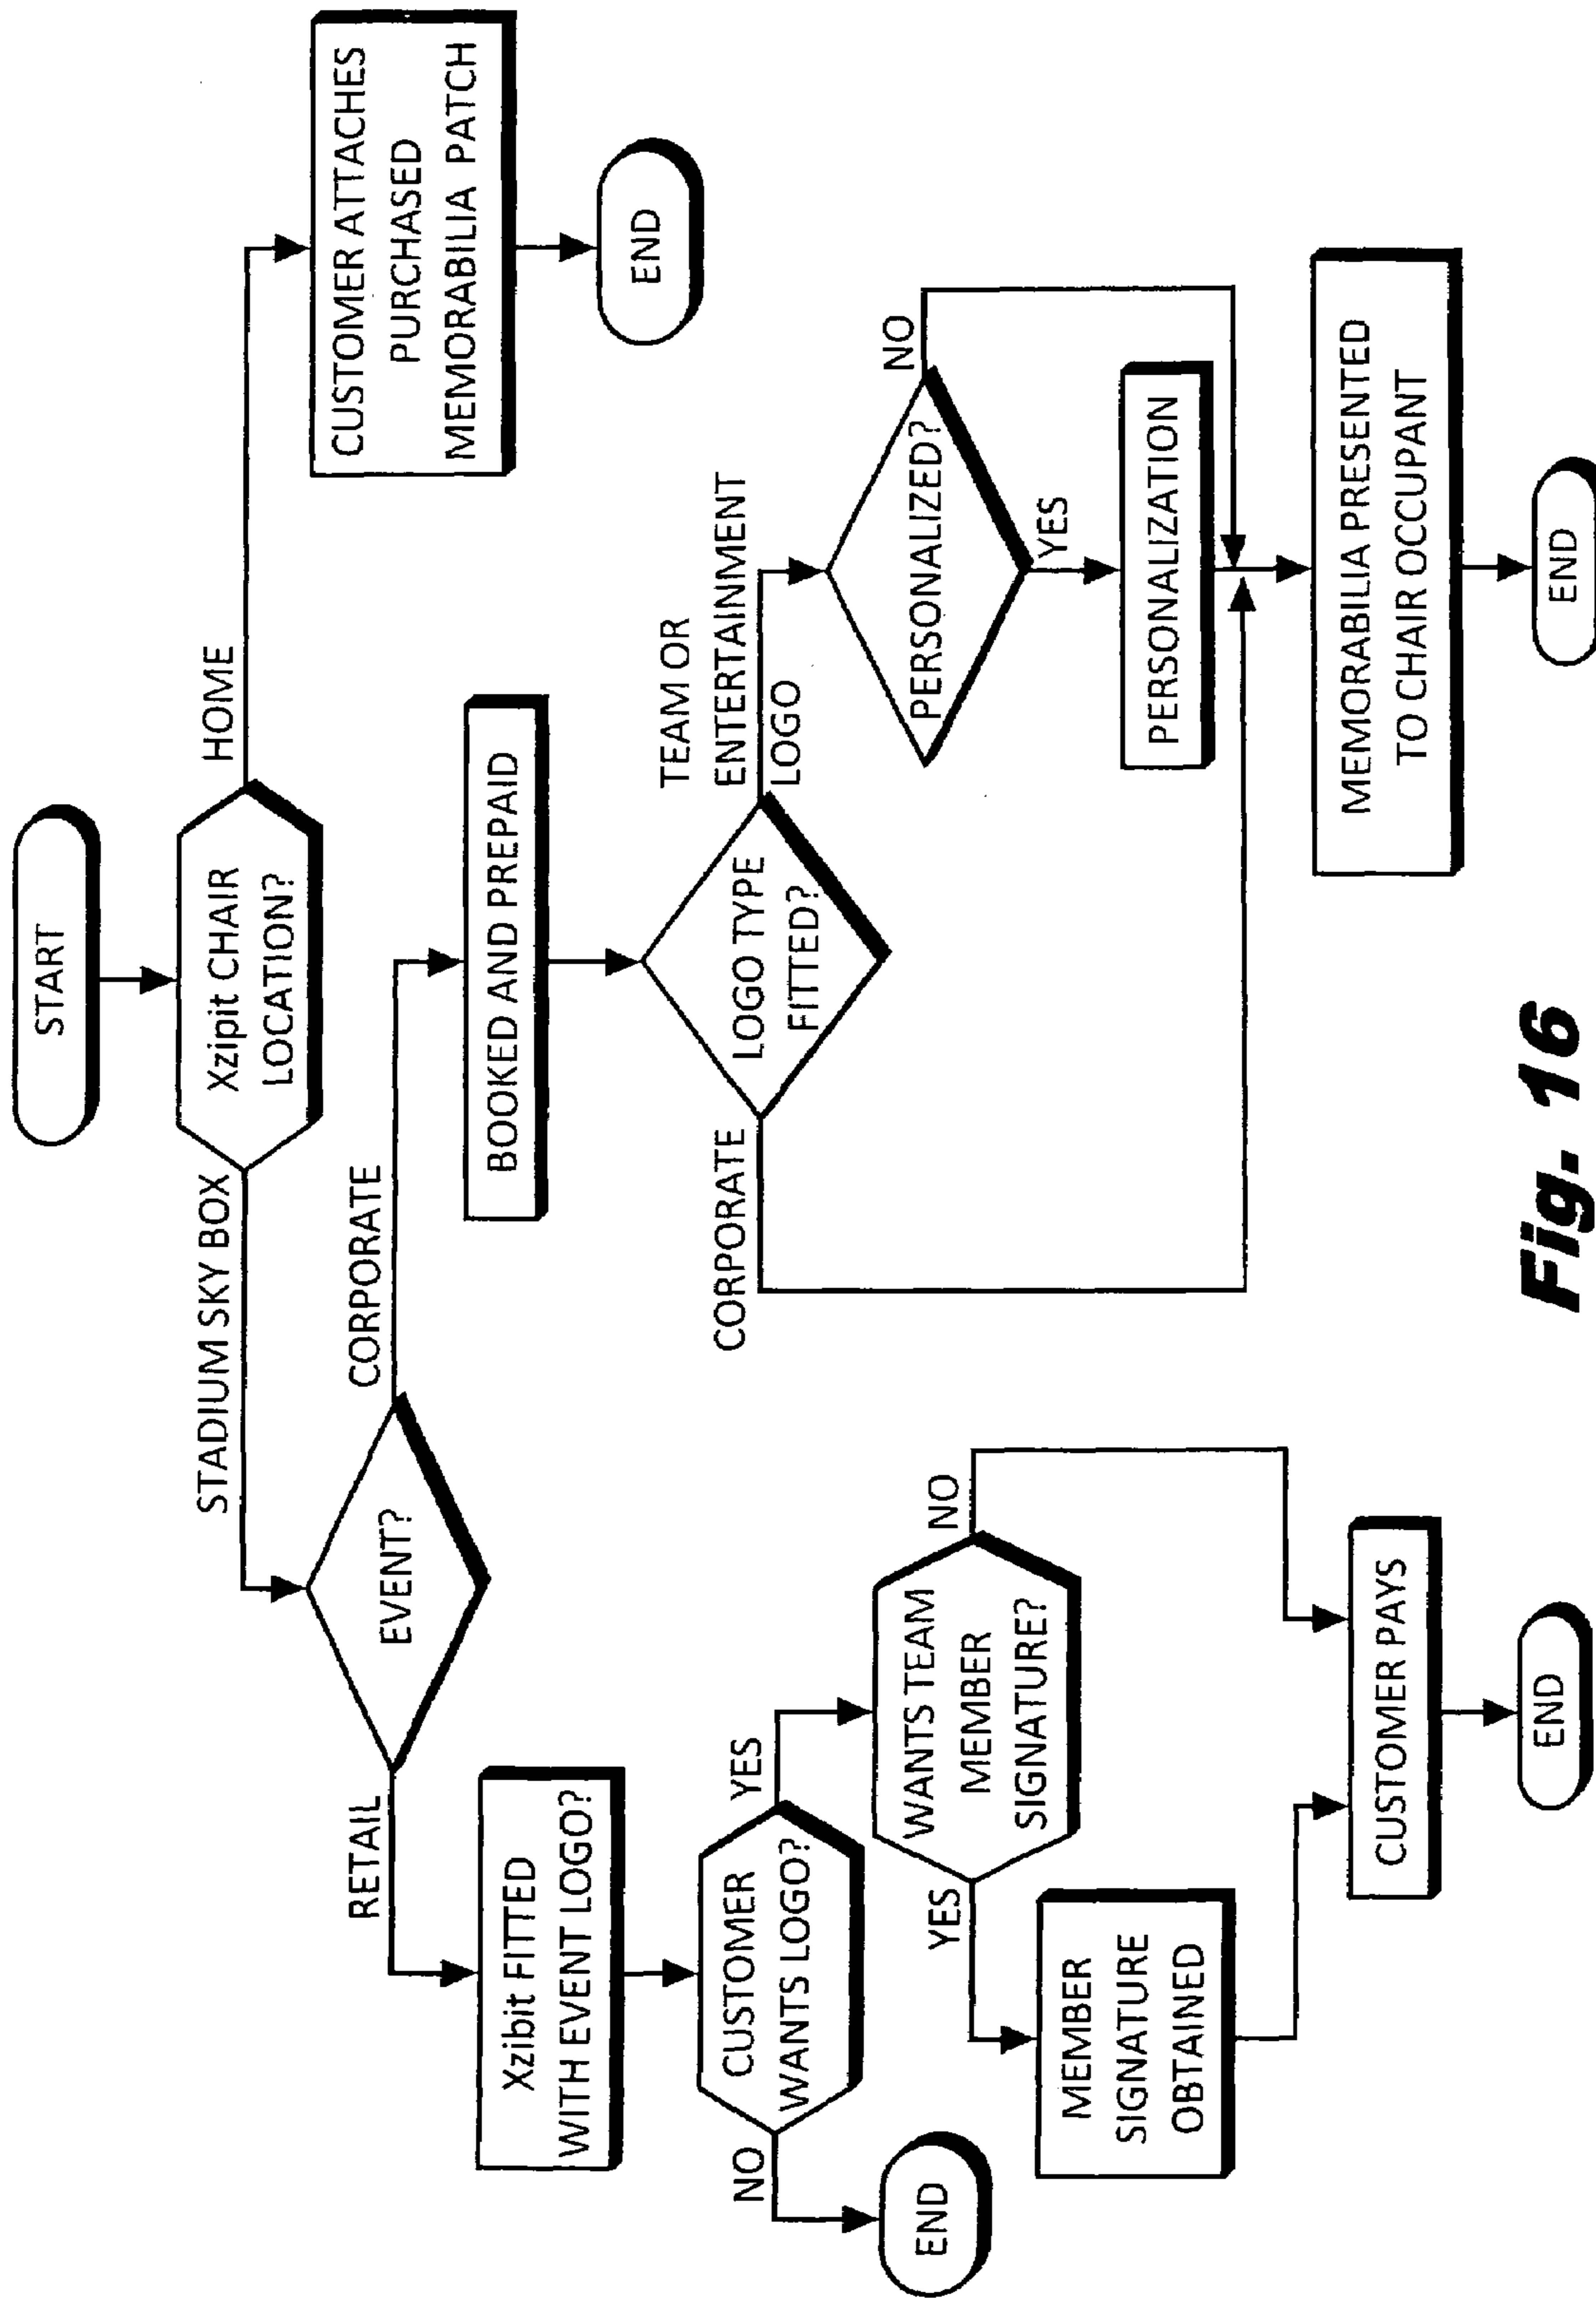 START
Xzipit CHAIR
LOCATION?
STADIUM SKY BOX
HOME
CUSTOMER ATTACHES
PURCHASED
MEMORABILIA PATCH
END
EVENT?
RETAIL
CORPORATE
Xzibit FITTED
WITH EVENT LOGO?
CUSTOMER
WANTS LOGO?
NO
YES
END
WANTS TEAM
MEMBER
SIGNATURE?
YES
NO
MEMBER
SIGNATURE
OBTAINED
CUSTOMER PAYS
END
BOOKED AND PREPAID
LOGO TYPE
FITTED?
CORPORATE
TEAM OR
ENTERTAINMENT
LOGO
PERSONALIZED?
NO
YES
PERSONALIZATION
MEMORABILIA PRESENTED
TO CHAIR OCCUPANT
END
Fig. 16